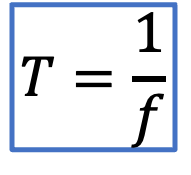 T = 1/f